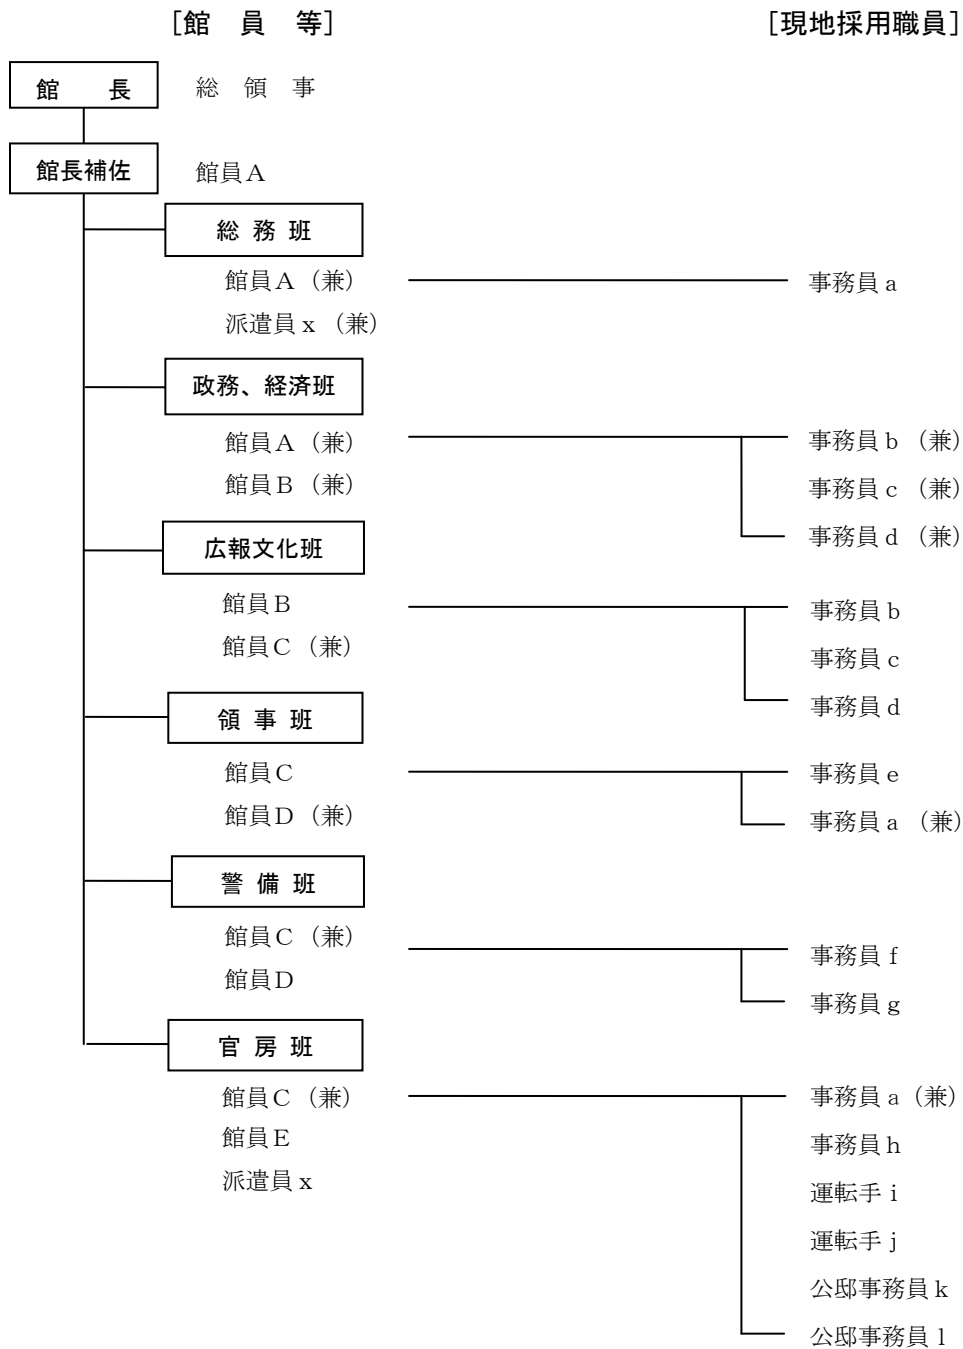 ［館　員　等］　［現地採用職員］
館　　長　総　領　事
館長補佐　館員Ａ
総 務 班
館員Ａ（兼）　事務員ａ
派遣員ｘ（兼）
政務、経済班
館員Ａ（兼）　事務員ｂ（兼）
館員Ｂ（兼）　事務員ｃ（兼）
事務員ｄ（兼）
広報文化班
館員Ｂ　事務員ｂ
館員Ｃ（兼）　事務員ｃ
事務員ｄ
領 事 班
館員Ｃ　事務員ｅ
館員Ｄ（兼）　事務員ａ（兼）
警 備 班
館員Ｃ（兼）　事務員ｆ
館員Ｄ　事務員ｇ
官 房 班
館員Ｃ（兼）　事務員ａ（兼）
館員Ｅ　事務員ｈ
派遣員ｘ　運転手ｉ
運転手ｊ
公邸事務員ｋ
公邸事務員ｌ